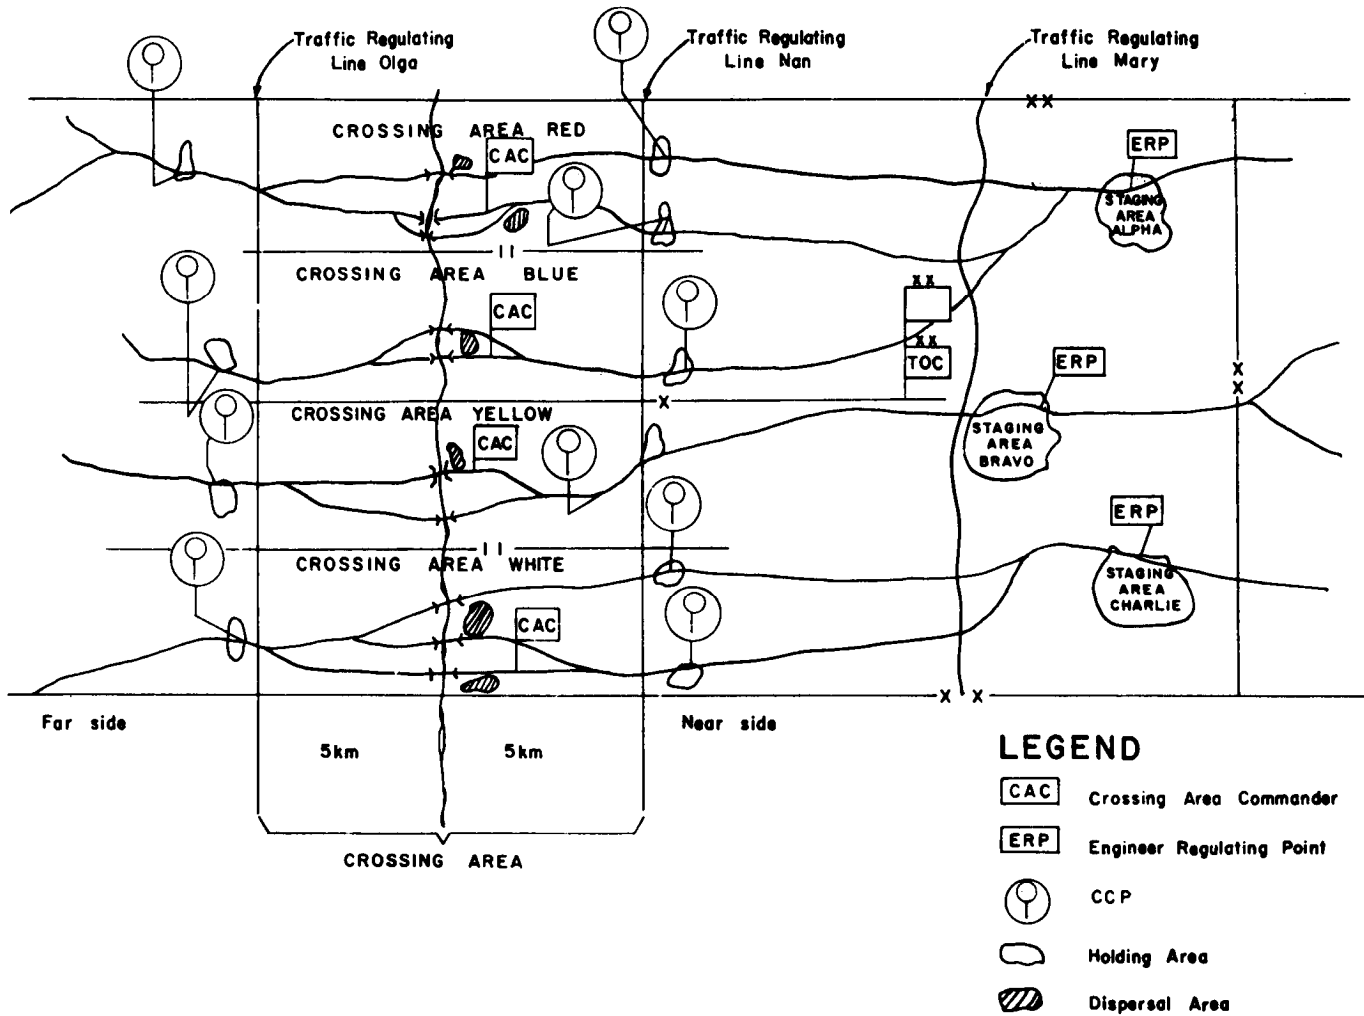 Traffic Regulating
Line Olga
Traffic Regulating
Line Nan
Traffic Regulating
Line Mary
XX
CROSSING AREA RED
CAC
ERP
STAGING
AREA
ALPHA
II
CROSSING AREA BLUE
CAC
XX
XX
TOC
ERP
X
X
X
CROSSING AREA YELLOW
CAC
STAGING
AREA
BRAVO
ERP
II
CROSSING AREA WHITE
CAC
STAGING
AREA
CHARLIE
X X
Far side
Near side
5km
5km
CROSSING AREA
LEGEND
CAC Crossing Area Commander
ERP Engineer Regulating Point
CCP
Holding Area
Dispersal Area